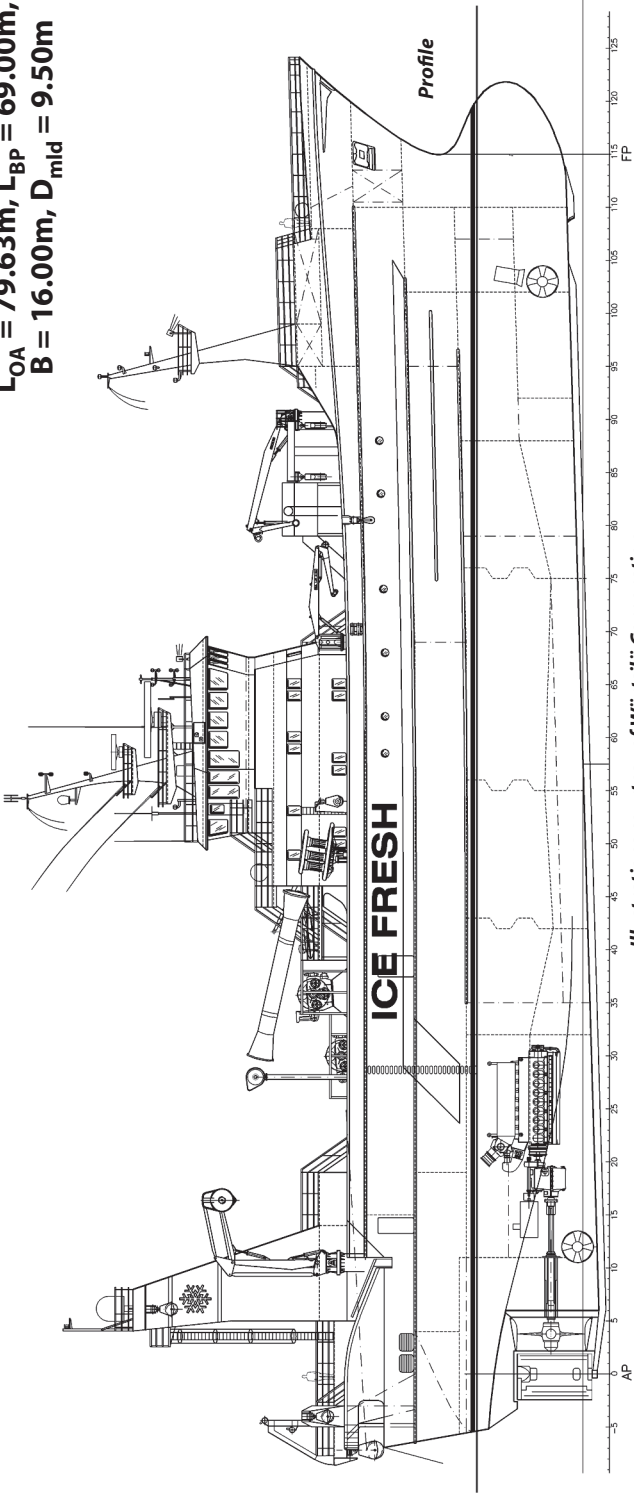 L_OA = 79.63m, L_BP = 69.00m,
B = 16.00m, D_mld = 9.50m
Profile
ICE FRESH
-5 0 5 10 15 20 25 30 35 40 45 50 55 60 65 70 75 80 85 90 95 100 105 110 115 120 125
AP FP